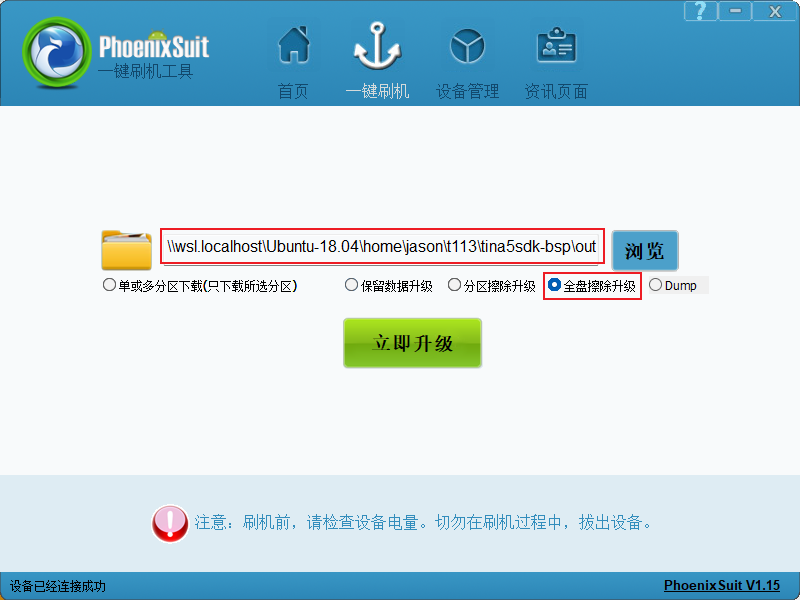 ?
PhoenixSuit
一键刷机工具
首页
一键刷机
设备管理
资讯页面
\\wsl.localhost\Ubuntu-18.04\home\jason\t113\tina5sdk-bsp\out
浏览
单或多分区下载(只下载所选分区)
保留数据升级
分区擦除升级
全盘擦除升级
Dump
立即升级
注意：刷机前，请检查设备电量。切勿在刷机过程中，拔出设备。
设备已经连接成功
PhoenixSuit V1.15